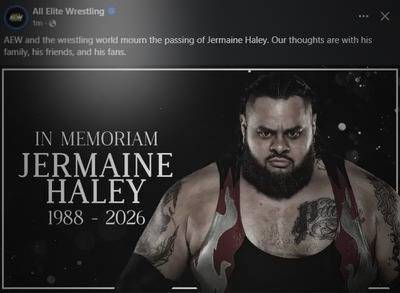 All Elite Wrestling
1m
AEW and the wrestling world mourn the passing of Jermaine Haley. Our thoughts are with his
family, his friends, and his fans.
IN MEMORIAM
JERMAINE
HALEY
1988 - 2026